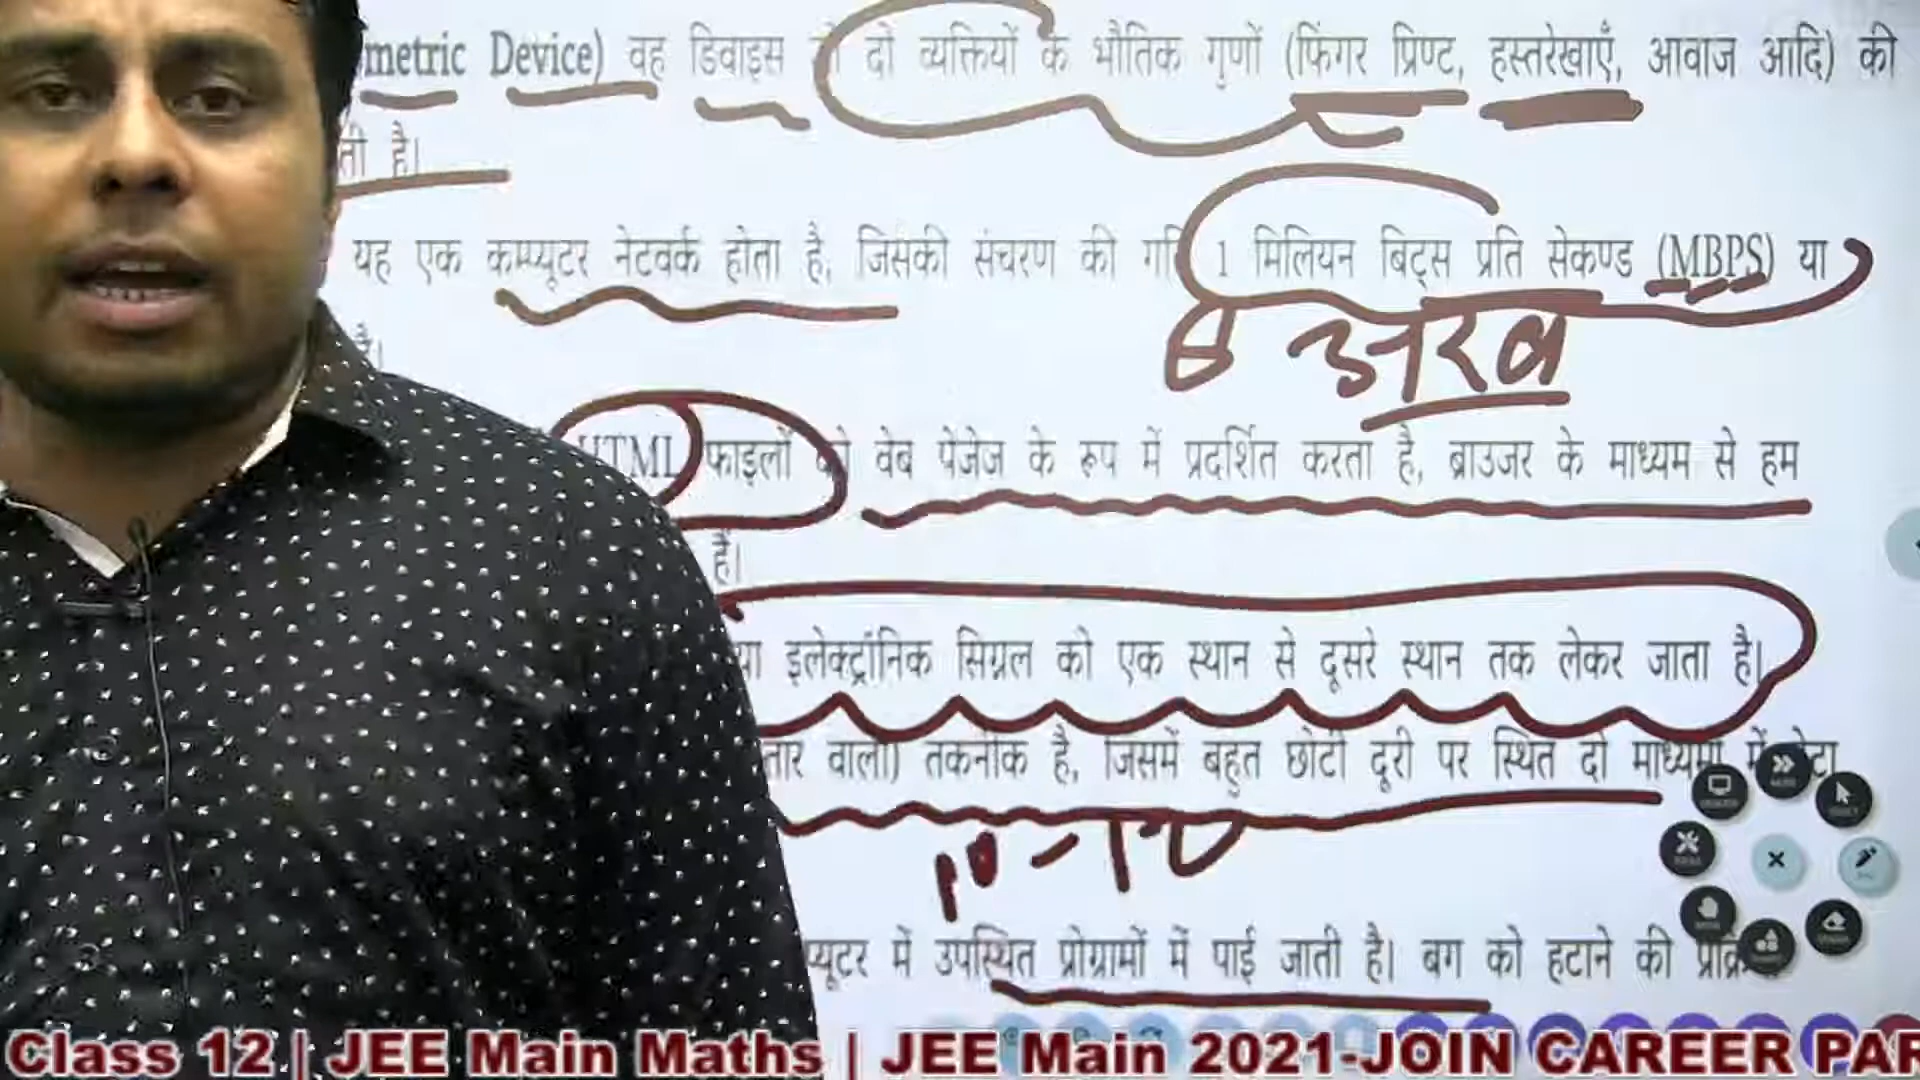 metric Device) वह डिवाइस दो व्यक्तियों के भौतिक गुणों (फिंगर प्रिण्ट, हस्तरेखाएँ, आवाज आदि) की
ती है।
यह एक कम्प्यूटर नेटवर्क होता है, जिसकी संचरण की 1 मिलियन बिट्स प्रति सेकण्ड (MBPS) या
अरब
है।
HTML फाइलों को वेब पेजेज के रूप में प्रदर्शित करता है, ब्राउजर के माध्यम से हम
हैं।
या इलेक्ट्रॉनिक सिग्नल को एक स्थान से दूसरे स्थान तक लेकर जाता है।
तार वाली) तकनीक है, जिसमें बहुत छोटी दूरी पर स्थित दो माध्यमों में डेटा
10 -
प्यूटर में उपस्थित प्रोग्रामों में पाई जाती है। बग को हटाने की
Class 12 | JEE Main Maths | JEE Main 2021-JOIN CAREER PAR